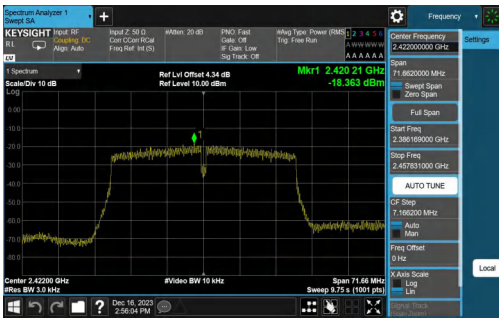 Spectrum Analyzer 1
Swept SA
Frequency
KEYSIGHT
RL
Input: RF
Coupling: DC
Align: Auto
Input Z: 50 Ω
Corr CCorr RCal
Freq Ref: Int (S)
#Atten: 20 dB
PNO: Fast
Gate: Off
IF Gain: Low
Sig Track: Off
#Avg Type: Power (RMS)
Trig: Free Run
1 2 3 4 5 6
A WWWWW
A A A A A A
1 Spectrum
Scale/Div 10 dB
Log
Ref Lvl Offset 4.34 dB
Ref Level 10.00 dBm
Mkr1 2.420 21 GHz
-18.363 dBm
1
0.00
-10.0
-20.0
-30.0
-40.0
-50.0
-60.0
-70.0
-80.0
Center 2.42200 GHz
#Res BW 3.0 kHz
#Video BW 10 kHz
Span 71.66 MHz
Sweep 9.75 s (1001 pts)
Dec 16, 2023
2:56:04 PM
Center Frequency
2.422000000 GHz
Settings
Span
71.6620000 MHz
Swept Span
Zero Span
Full Span
Start Freq
2.386169000 GHz
Stop Freq
2.457831000 GHz
AUTO TUNE
CF Step
7.166200 MHz
Auto
Man
Freq Offset
0 Hz
X Axis Scale
Log
Lin
Local
Signal Track